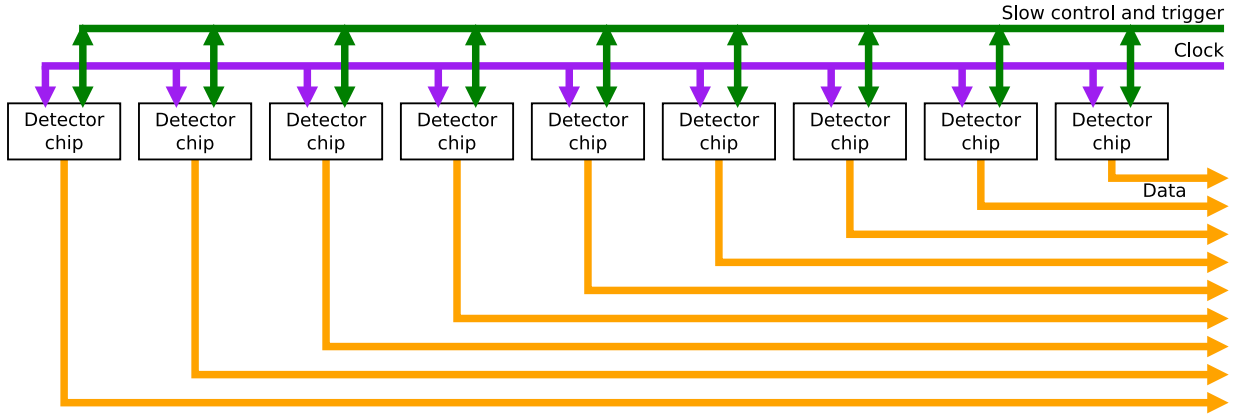 Slow control and trigger
Clock
Detector
chip
Detector
chip
Detector
chip
Detector
chip
Detector
chip
Detector
chip
Detector
chip
Detector
chip
Detector
chip
Data